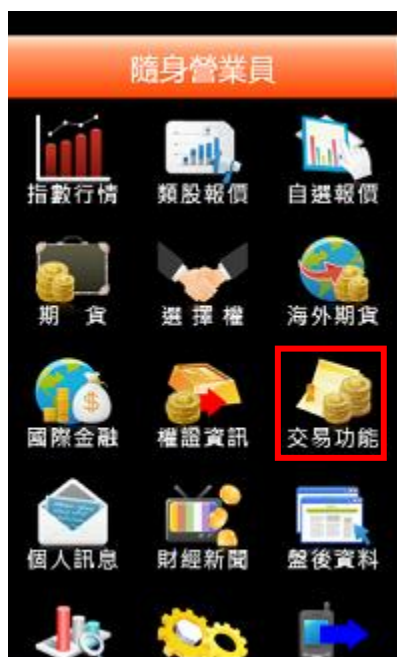 隨身營業員
指數行情 類股報價 自選報價
期 貨 選擇權 海外期貨
國際金融 權證資訊 交易功能
個人訊息 財經新聞 盤後資料